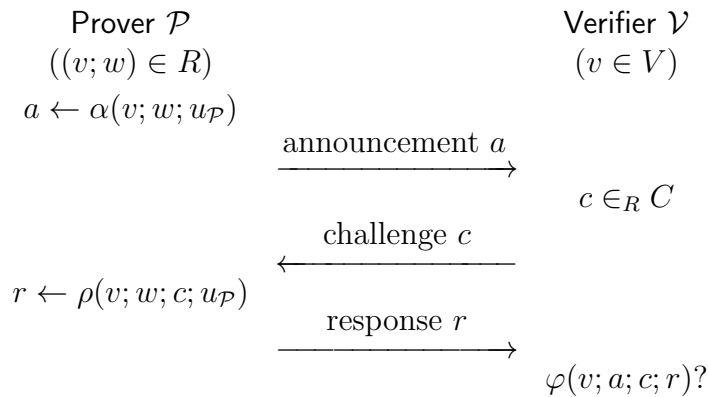 Prover 𝒫 Verifier 𝒱
((v; w) ∈ R) (v ∈ V)
a ← α(v; w; u_𝒫)
announcement a
c ∈_R C
challenge c
r ← ρ(v; w; c; u_𝒫)
response r
φ(v; a; c; r)?